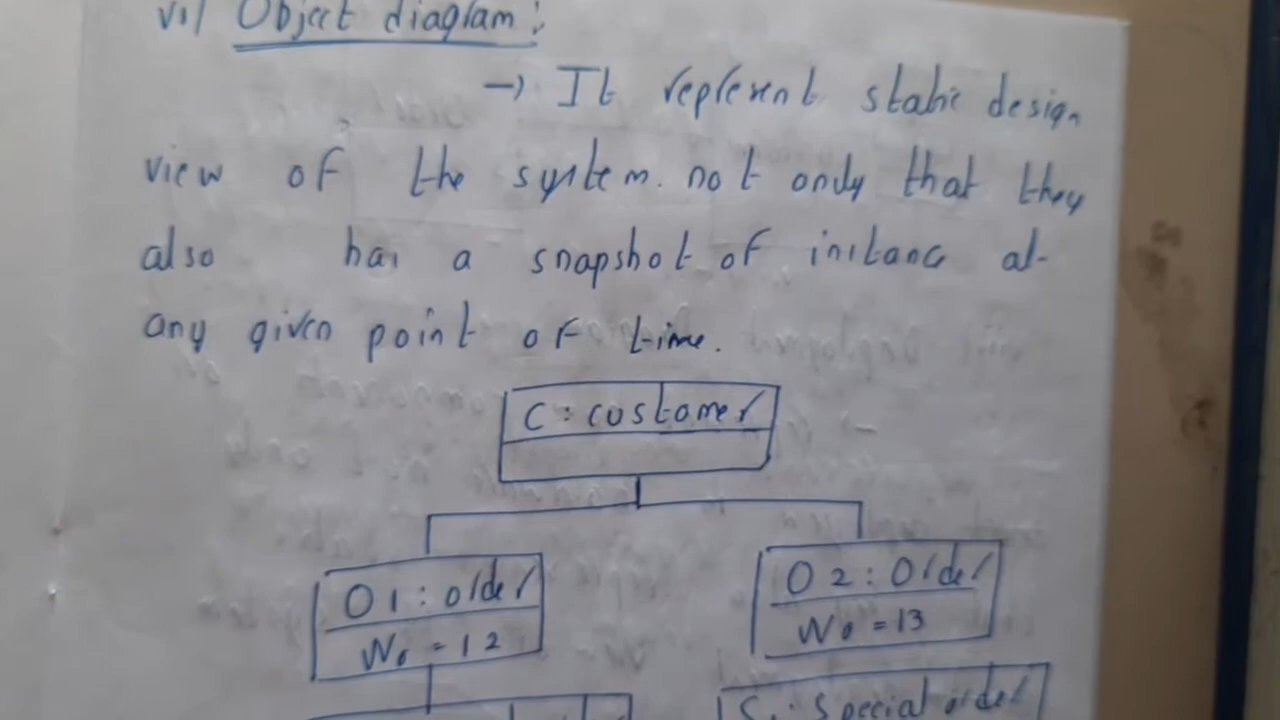 vi) Object diagram:
→ It represent static design
view of the system. not only that they
also has a snapshot of instance at
any given point of time.
C : customer
O1 : order
No = 12
O2 : Order
No = 13
S1 : Special order